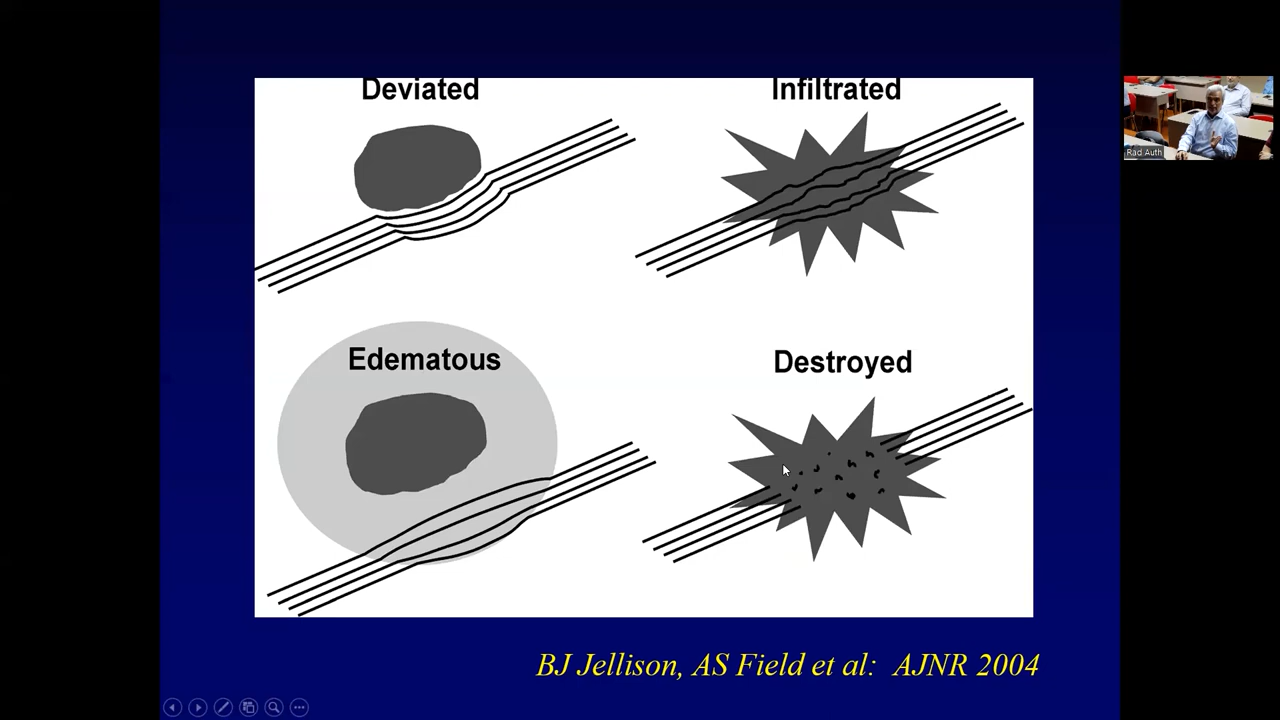 Deviated
Infiltrated
Rad Auth
Edematous
Destroyed
BJ Jellison, AS Field et al:  AJNR 2004